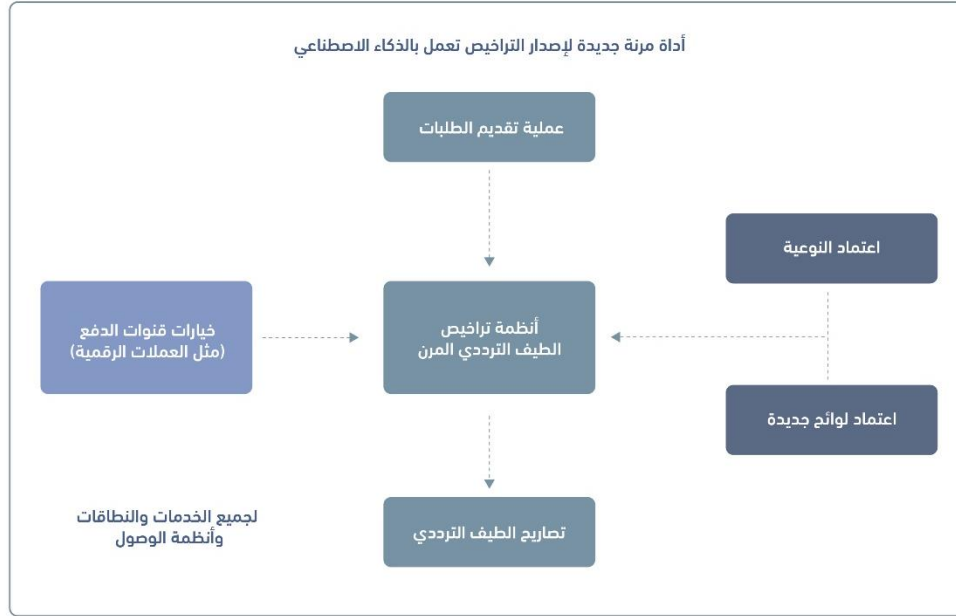 أداة مرنة جديدة لإصدار التراخيص تعمل بالذكاء الاصطناعي
عملية تقديم الطلبات
اعتماد النوعية
أنظمة تراخيص
الطيف الترددي المرن
خيارات قنوات الدفع
(مثل العملات الرقمية)
اعتماد لوائح جديدة
تصاريح الطيف الترددي
لجميع الخدمات والنطاقات
وأنظمة الوصول